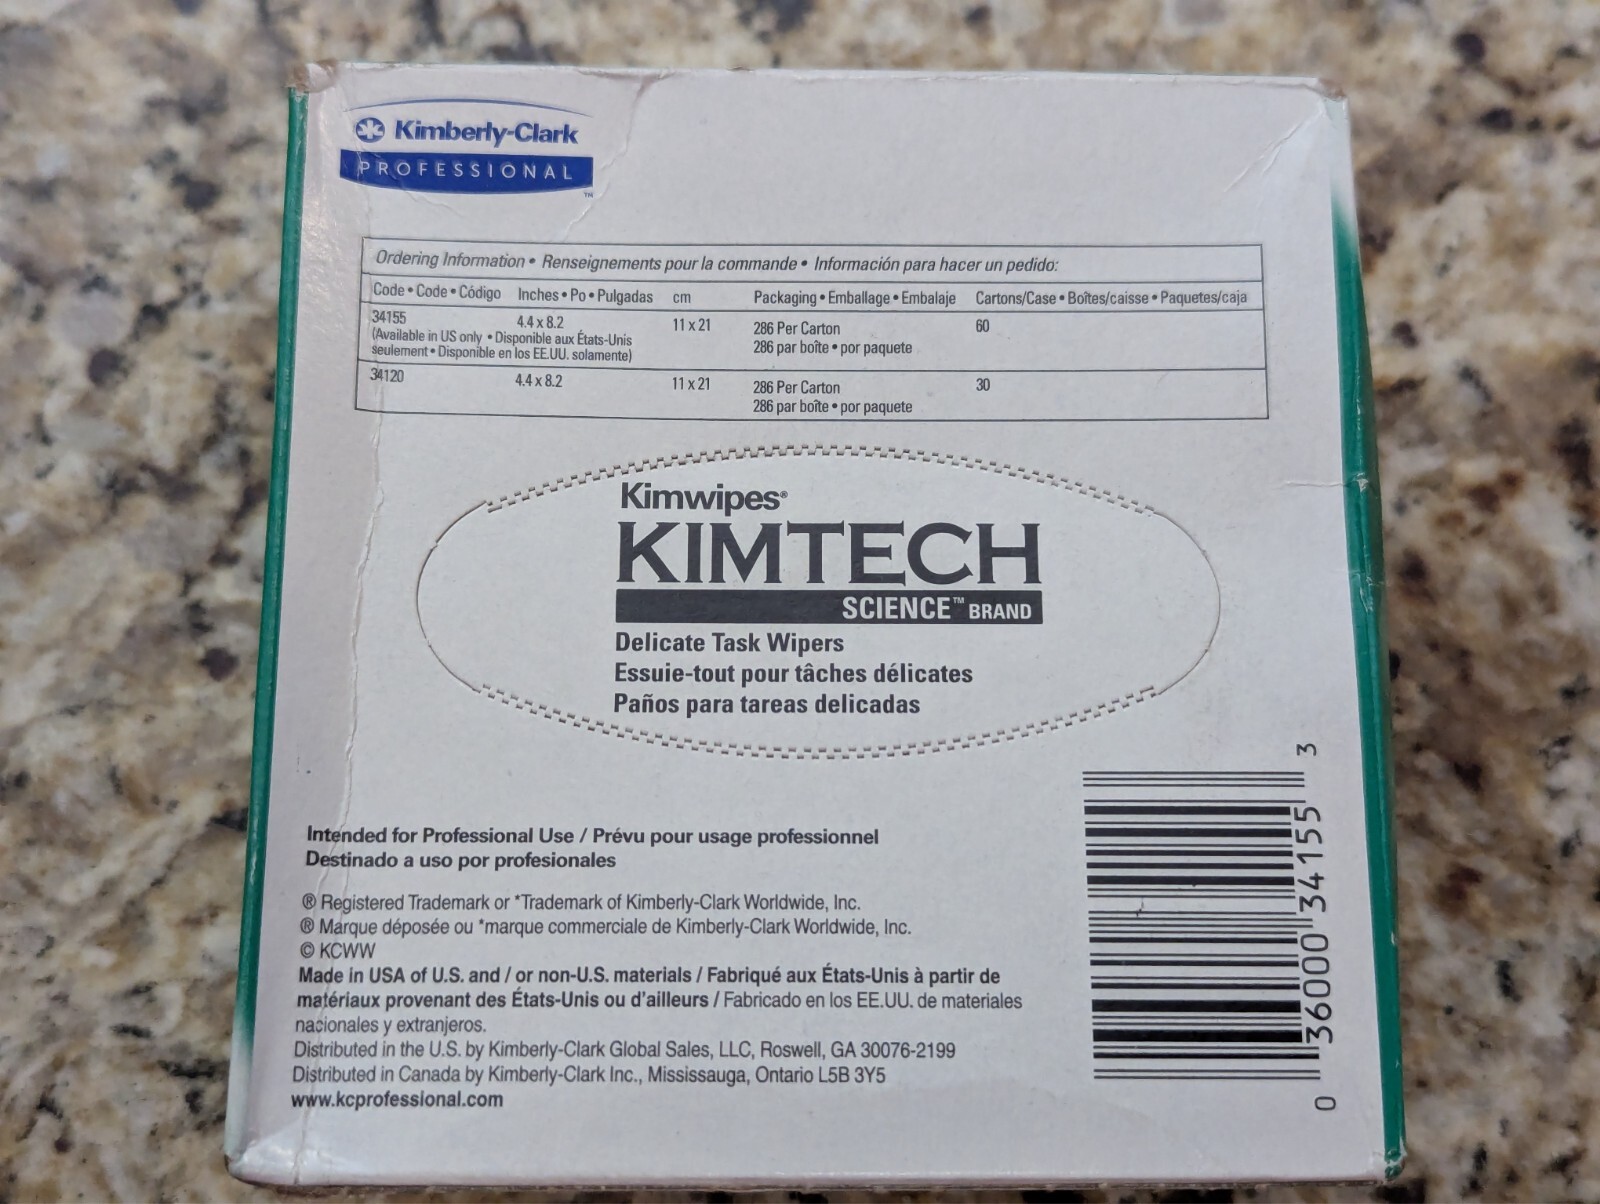 Kimberly-Clark
PROFESSIONAL
™
Ordering Information • Renseignements pour la commande • Información para hacer un pedido:
Code • Code • Código Inches • Po • Pulgadas cm Packaging • Emballage • Embalaje Cartons/Case • Boîtes/caisse • Paquetes/caja
34155 4.4 x 8.2 11 x 21 286 Per Carton 60
(Available in US only • Disponible aux États-Unis 286 par boîte • por paquete
seulement • Disponible en los EE.UU. solamente)
34120 4.4 x 8.2 11 x 21 286 Per Carton 30
286 par boîte • por paquete
Kimwipes®
KIMTECH
SCIENCE™ BRAND
Delicate Task Wipers
Essuie-tout pour tâches délicates
Paños para tareas delicadas
Intended for Professional Use / Prévu pour usage professionnel
Destinado a uso por profesionales
® Registered Trademark or *Trademark of Kimberly-Clark Worldwide, Inc.
® Marque déposée ou *marque commerciale de Kimberly-Clark Worldwide, Inc.
© KCWW
Made in USA of U.S. and / or non-U.S. materials / Fabriqué aux États-Unis à partir de
matériaux provenant des États-Unis ou d'ailleurs / Fabricado en los EE.UU. de materiales
nacionales y extranjeros.
Distributed in the U.S. by Kimberly-Clark Global Sales, LLC, Roswell, GA 30076-2199
Distributed in Canada by Kimberly-Clark Inc., Mississauga, Ontario L5B 3Y5
www.kcprofessional.com
0 36000 34155 3